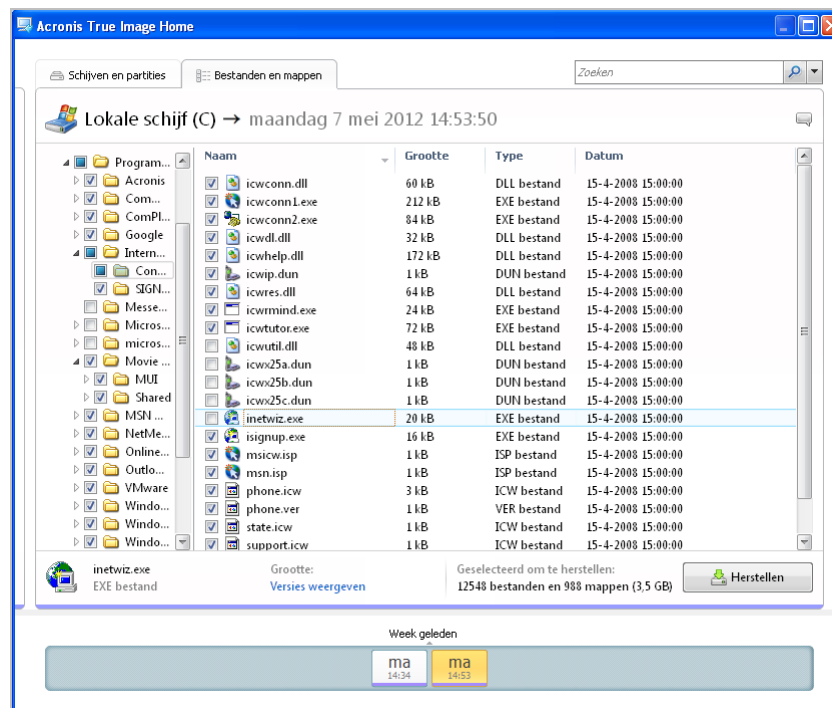 Acronis True Image Home
Schijven en partities
Bestanden en mappen
Zoeken
Lokale schijf (C) → maandag 7 mei 2012 14:53:50
Program...
Acronis
Com...
ComPl...
Google
Intern...
Con...
SIGN...
Messe...
Micros...
micros...
Movie ...
MUI
Shared
MSN ...
NetMe...
Online...
Outlo...
VMware
Windo...
Windo...
Windo...
Naam Grootte Type Datum
icwconn.dll 60 kB DLL bestand 15-4-2008 15:00:00
icwconn1.exe 212 kB EXE bestand 15-4-2008 15:00:00
icwconn2.exe 84 kB EXE bestand 15-4-2008 15:00:00
icwdl.dll 32 kB DLL bestand 15-4-2008 15:00:00
icwhelp.dll 172 kB DLL bestand 15-4-2008 15:00:00
icwip.dun 1 kB DUN bestand 15-4-2008 15:00:00
icwres.dll 64 kB DLL bestand 15-4-2008 15:00:00
icwrmind.exe 24 kB EXE bestand 15-4-2008 15:00:00
icwtutor.exe 72 kB EXE bestand 15-4-2008 15:00:00
icwutil.dll 48 kB DLL bestand 15-4-2008 15:00:00
icwx25a.dun 1 kB DUN bestand 15-4-2008 15:00:00
icwx25b.dun 1 kB DUN bestand 15-4-2008 15:00:00
icwx25c.dun 1 kB DUN bestand 15-4-2008 15:00:00
inetwiz.exe 20 kB EXE bestand 15-4-2008 15:00:00
isignup.exe 16 kB EXE bestand 15-4-2008 15:00:00
msicw.isp 1 kB ISP bestand 15-4-2008 15:00:00
msn.isp 1 kB ISP bestand 15-4-2008 15:00:00
phone.icw 3 kB ICW bestand 15-4-2008 15:00:00
phone.ver 1 kB VER bestand 15-4-2008 15:00:00
state.icw 1 kB ICW bestand 15-4-2008 15:00:00
support.icw 1 kB ICW bestand 15-4-2008 15:00:00
inetwiz.exe
EXE bestand
Grootte:
Versies weergeven
Geselecteerd om te herstellen:
12548 bestanden en 988 mappen (3,5 GB)
Herstellen
Week geleden
ma
14:34
ma
14:53